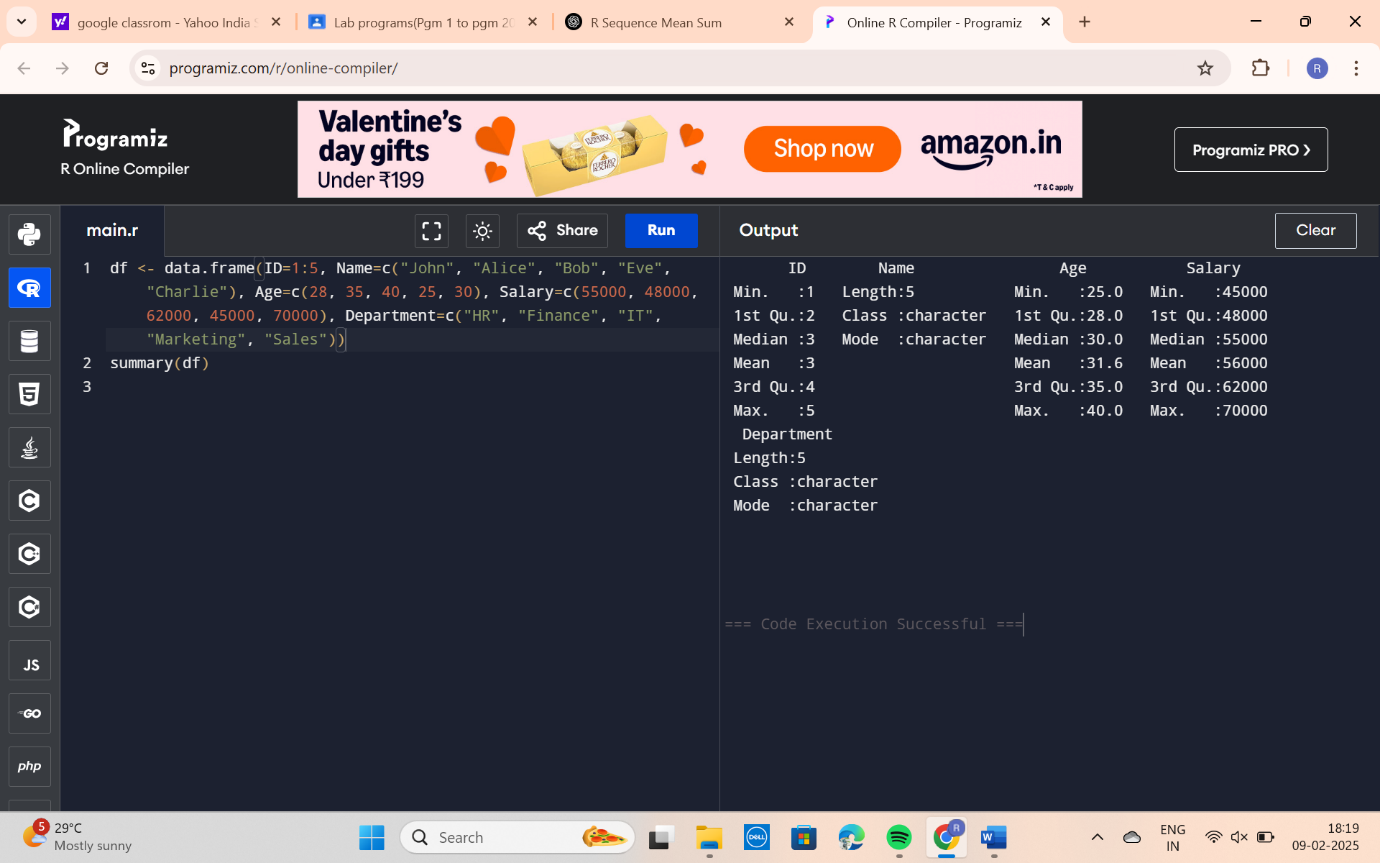 google classrom - Yahoo India S
Lab programs(Pgm 1 to pgm 20
R Sequence Mean Sum
Online R Compiler - Programiz
programiz.com/r/online-compiler/
R
Programiz
R Online Compiler
Valentine's
day gifts
Under ₹199
Shop now
amazon.in
*T & C apply
Programiz PRO
main.r
Share
Run
Output
Clear
1 df <- data.frame(ID=1:5, Name=c("John", "Alice", "Bob", "Eve",
"Charlie"), Age=c(28, 35, 40, 25, 30), Salary=c(55000, 48000,
62000, 45000, 70000), Department=c("HR", "Finance", "IT",
"Marketing", "Sales"))
2 summary(df)
3
ID Name Age Salary
Min. :1 Length:5 Min. :25.0 Min. :45000
1st Qu.:2 Class :character 1st Qu.:28.0 1st Qu.:48000
Median :3 Mode :character Median :30.0 Median :55000
Mean :3 Mean :31.6 Mean :56000
3rd Qu.:4 3rd Qu.:35.0 3rd Qu.:62000
Max. :5 Max. :40.0 Max. :70000
Department
Length:5
Class :character
Mode :character
=== Code Execution Successful ===
R
5
C
C
C
JS
GO
php
5
29°C
Mostly sunny
Search
DELL
R
W
ENG
IN
18:19
09-02-2025